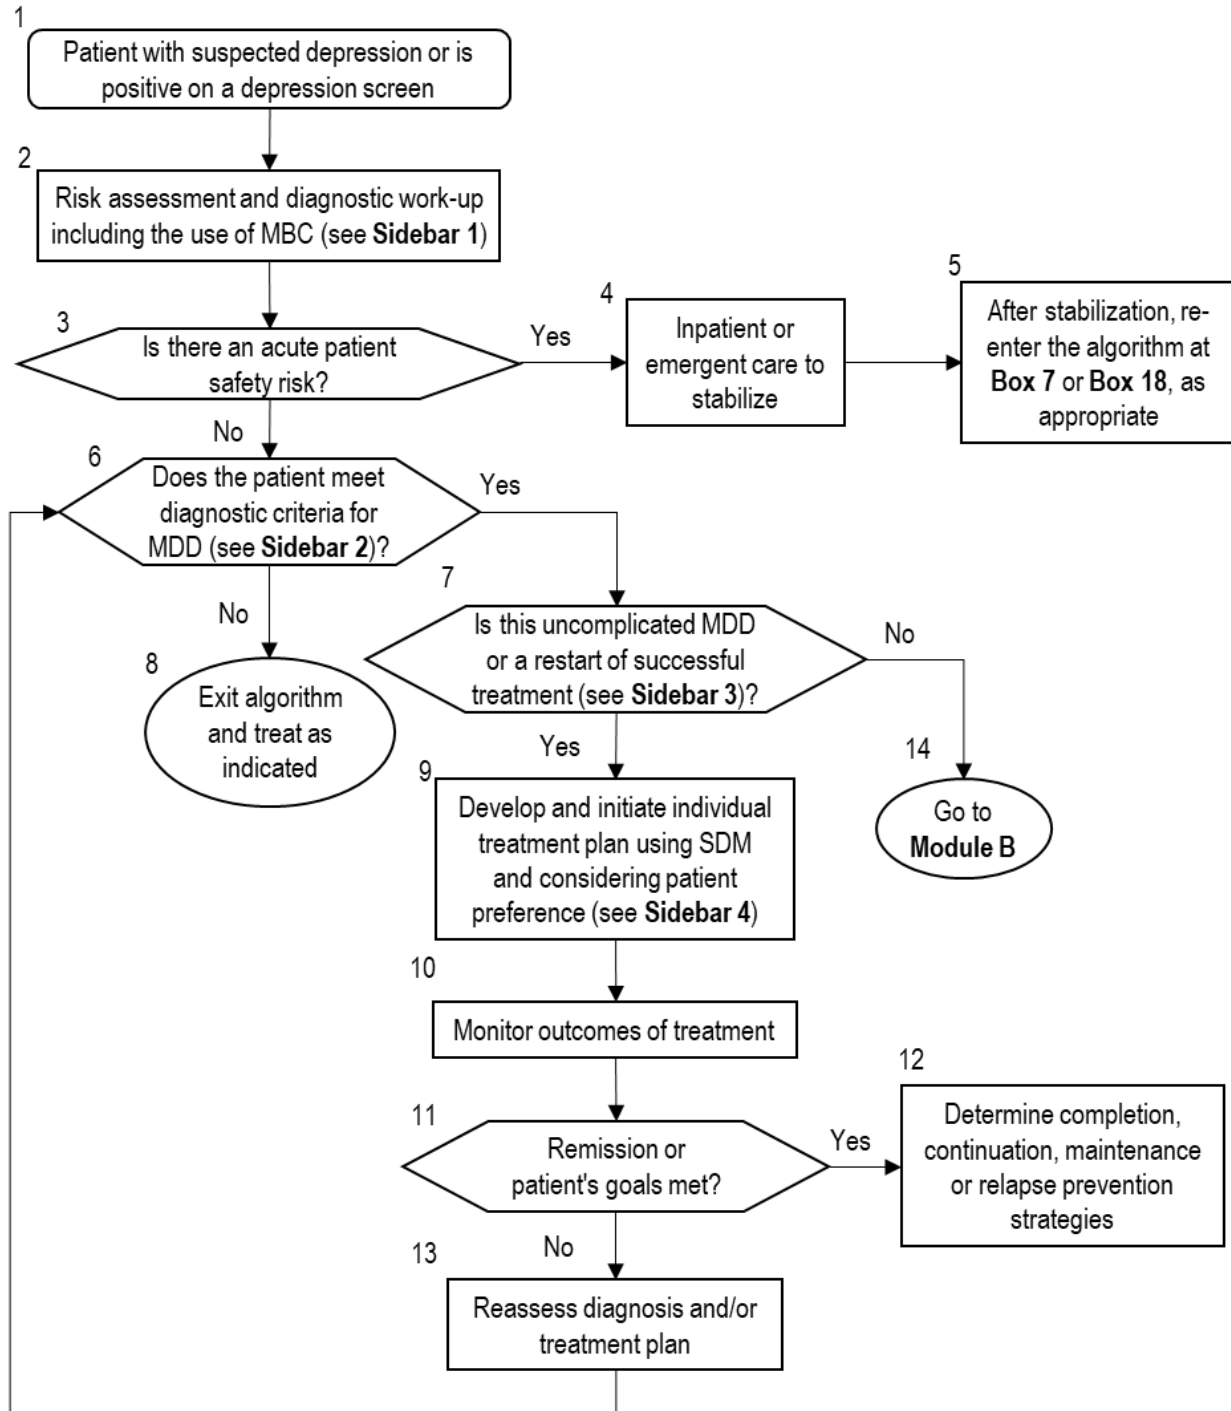 1
Patient with suspected depression or is
positive on a depression screen
2
Risk assessment and diagnostic work-up
including the use of MBC (see Sidebar 1)
3
Is there an acute patient
safety risk?
Yes
4
Inpatient or
emergent care to
stabilize
5
After stabilization, re-
enter the algorithm at
Box 7 or Box 18, as
appropriate
No
6
Does the patient meet
diagnostic criteria for
MDD (see Sidebar 2)?
Yes
No
7
Is this uncomplicated MDD
or a restart of successful
treatment (see Sidebar 3)?
No
8
Exit algorithm
and treat as
indicated
Yes
14
Go to
Module B
9
Develop and initiate individual
treatment plan using SDM
and considering patient
preference (see Sidebar 4)
10
Monitor outcomes of treatment
11
Remission or
patient's goals met?
Yes
12
Determine completion,
continuation, maintenance
or relapse prevention
strategies
No
13
Reassess diagnosis and/or
treatment plan